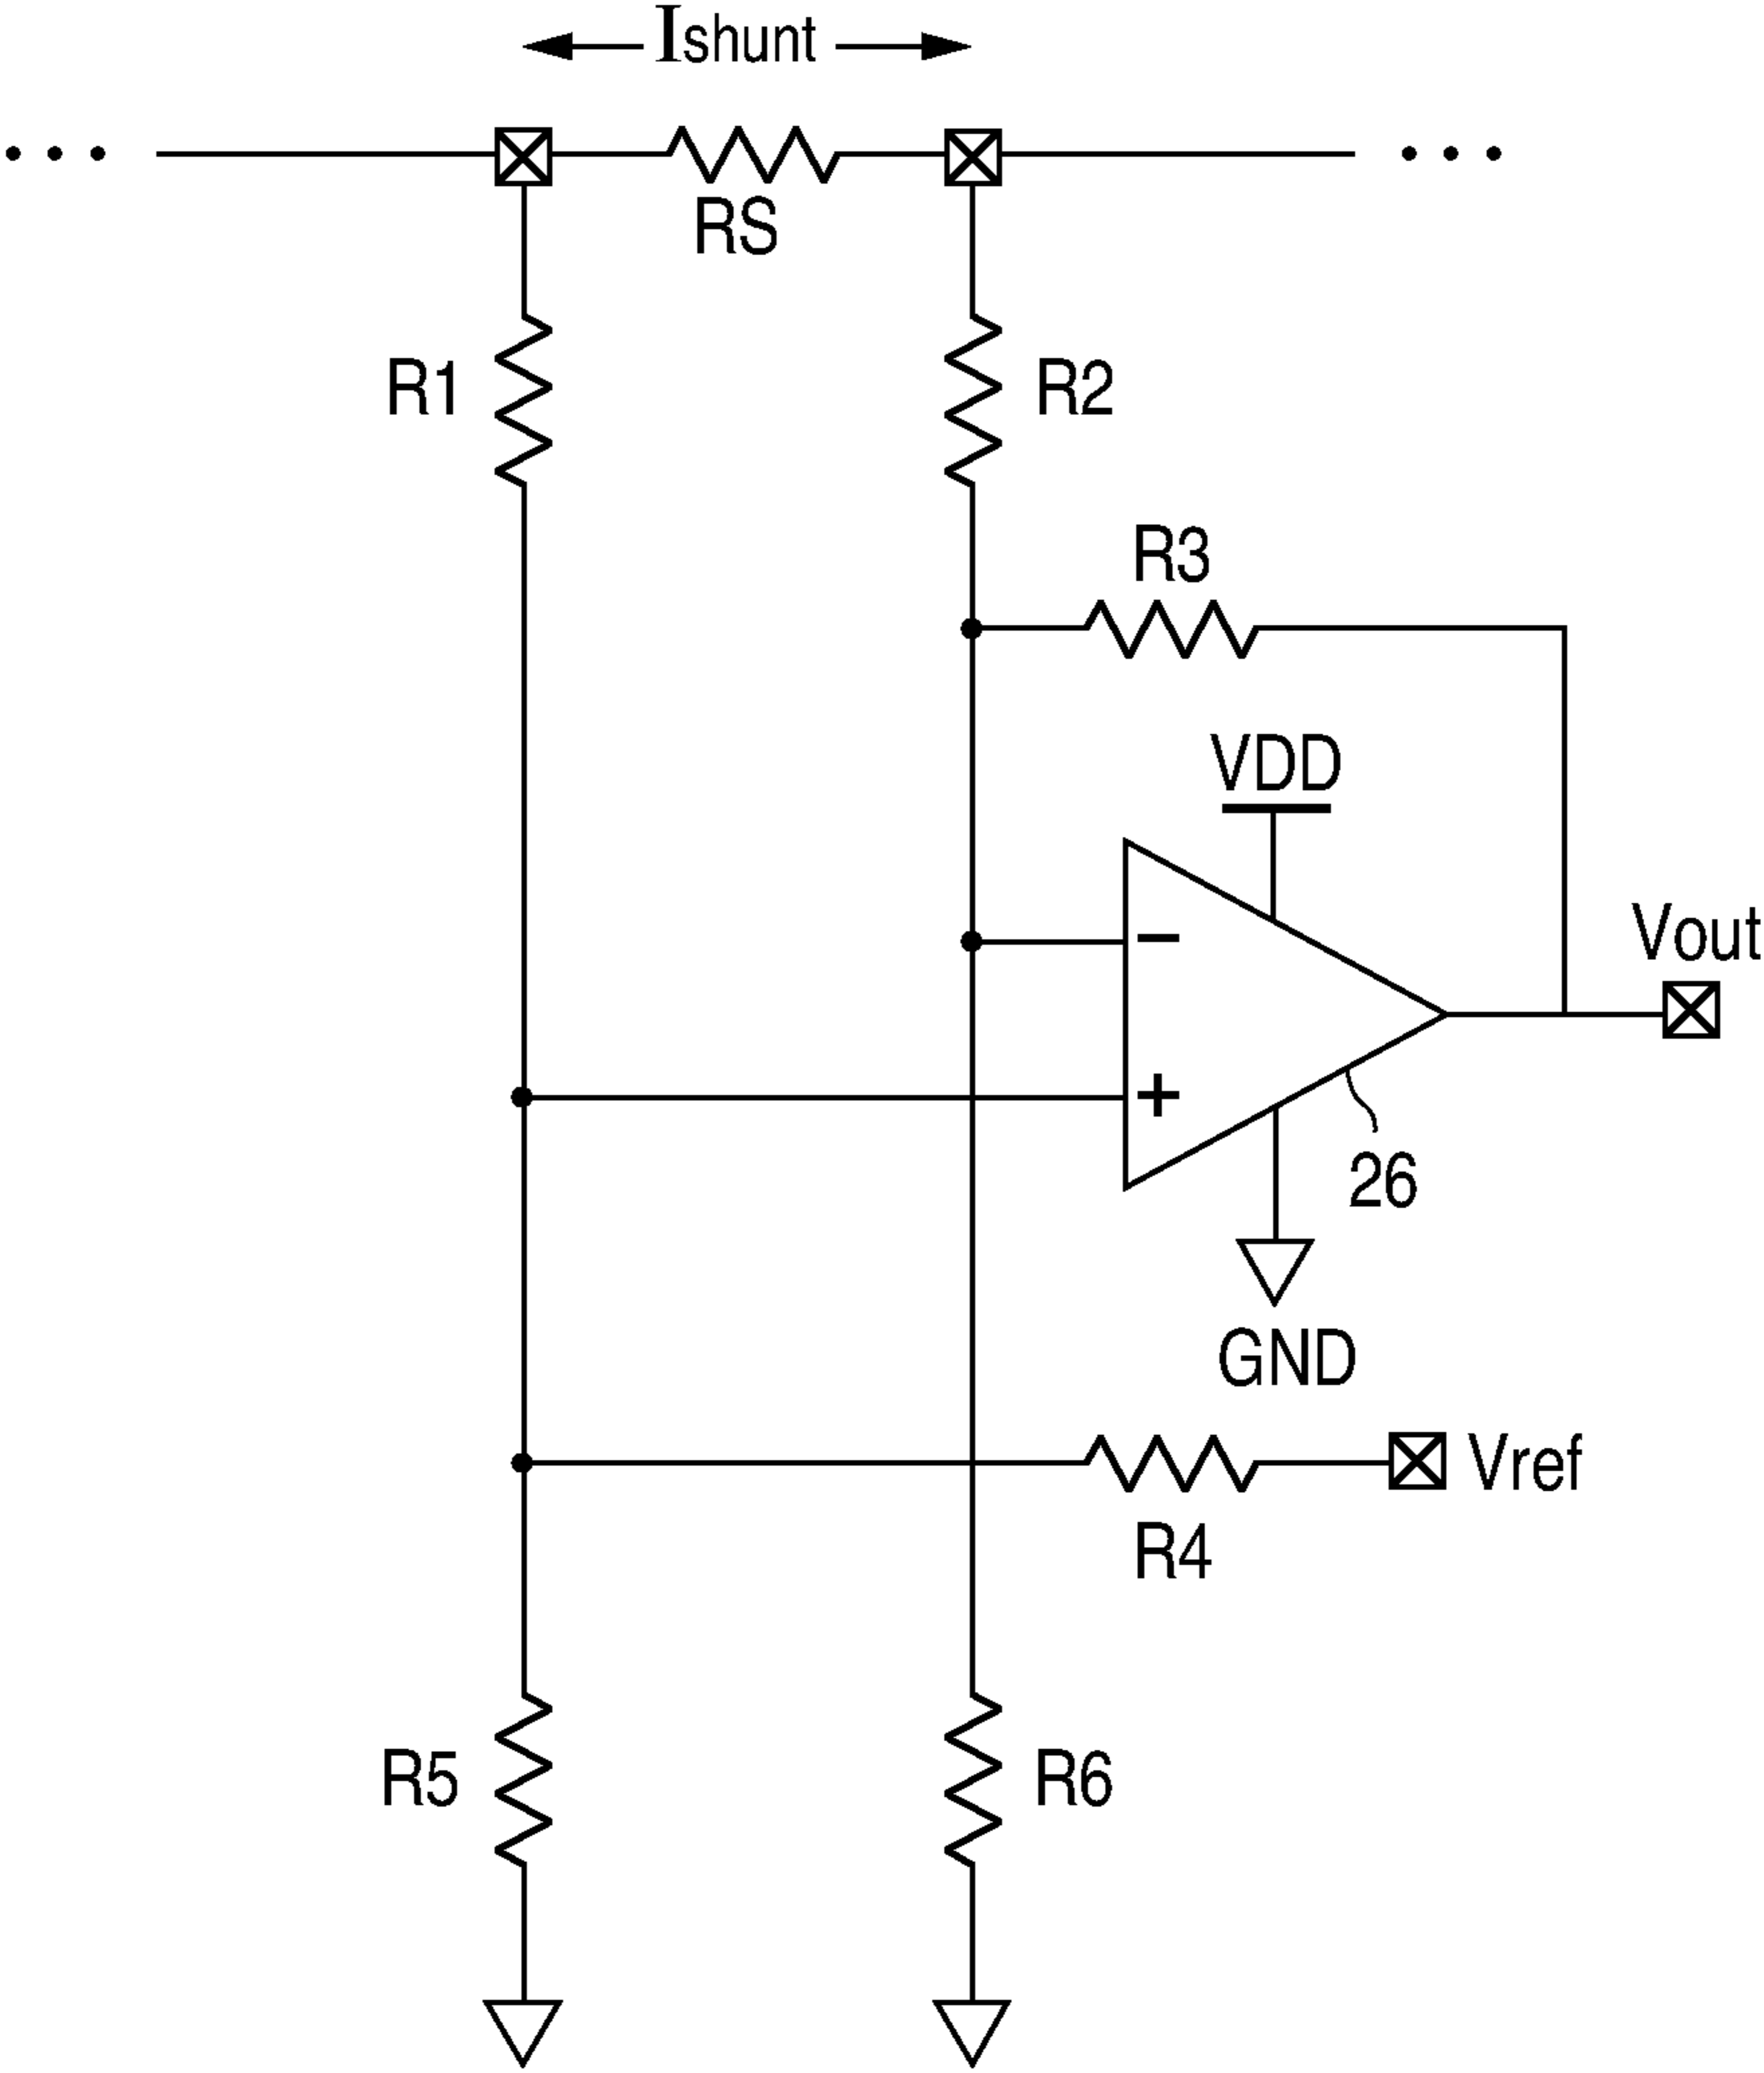 Ishunt
RS
R1
R2
R3
VDD
Vout
−
+
26
GND
Vref
R4
R5
R6